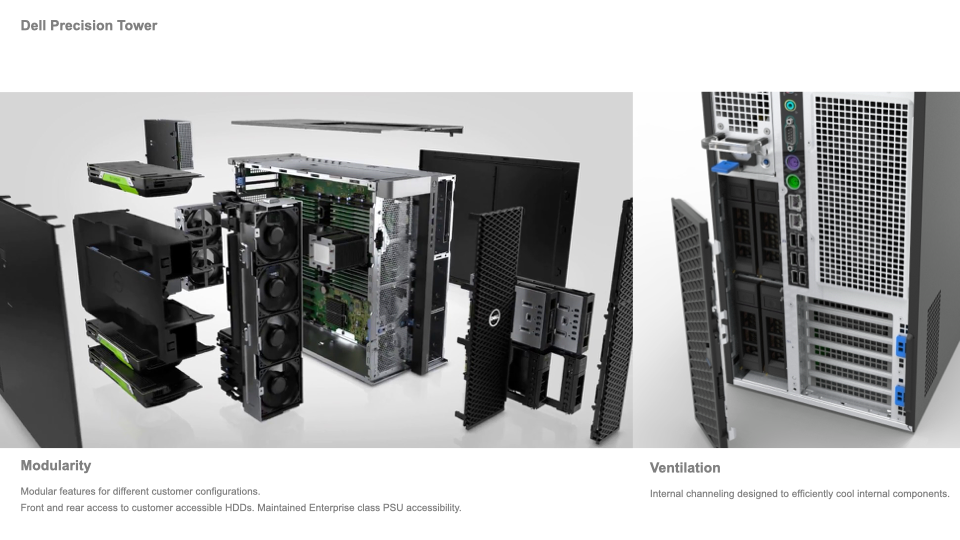 Dell Precision Tower
Modularity
Modular features for different customer configurations.
Front and rear access to customer accessible HDDs. Maintained Enterprise class PSU accessibility.
Ventilation
Internal channeling designed to efficiently cool internal components.